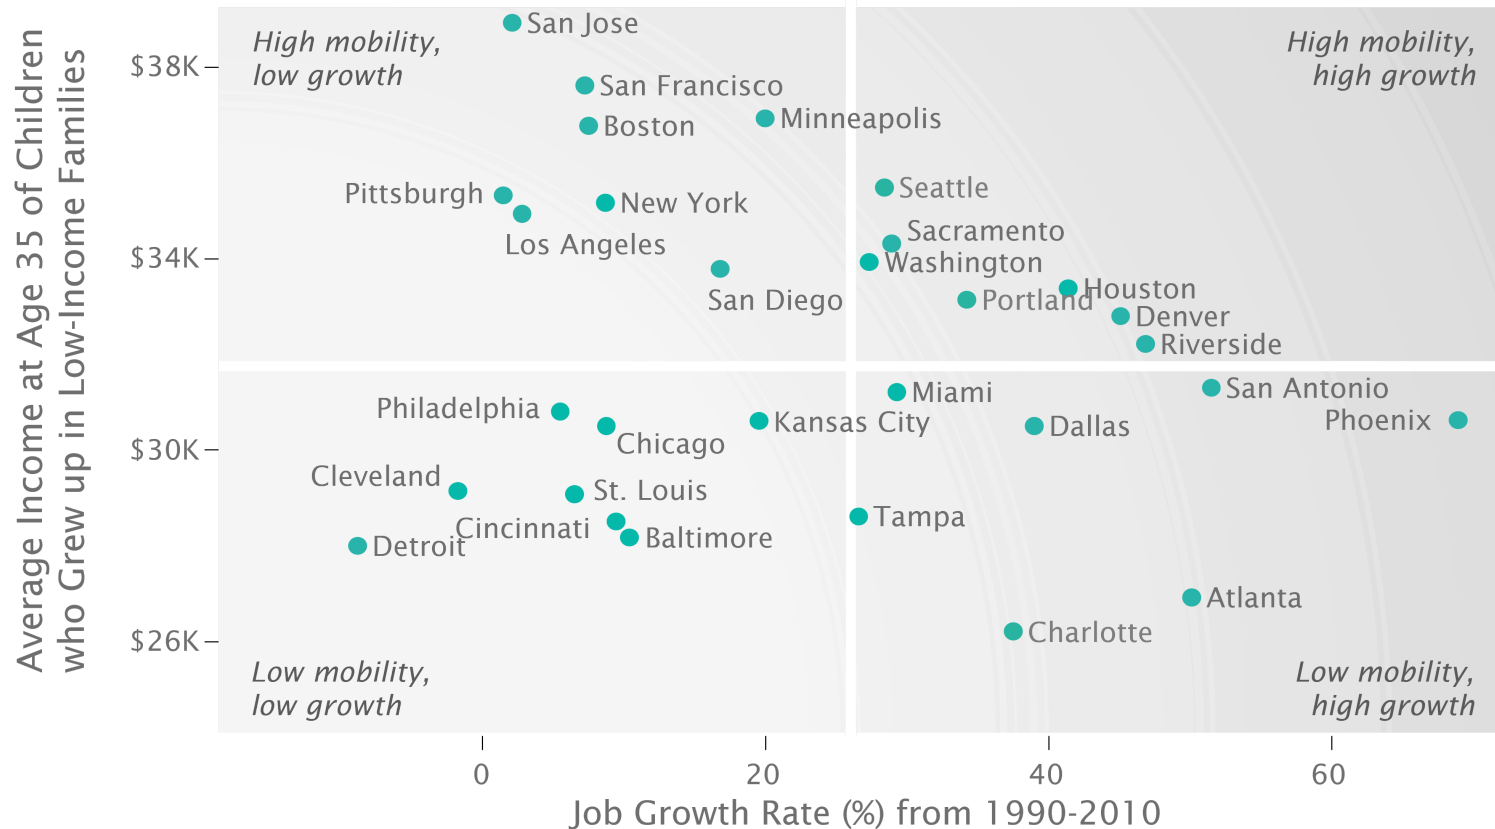 Average Income at Age 35 of Children
who Grew up in Low-Income Families
$38K
$34K
$30K
$26K
High mobility,
low growth
High mobility,
high growth
San Jose
San Francisco
Boston
Minneapolis
Pittsburgh
New York
Seattle
Los Angeles
Sacramento
Washington
San Diego
Portland
Houston
Denver
Riverside
Philadelphia
Chicago
Kansas City
Miami
San Antonio
Dallas
Phoenix
Cleveland
St. Louis
Cincinnati
Baltimore
Detroit
Tampa
Atlanta
Charlotte
Low mobility,
low growth
Low mobility,
high growth
0
20
40
60
Job Growth Rate (%) from 1990-2010